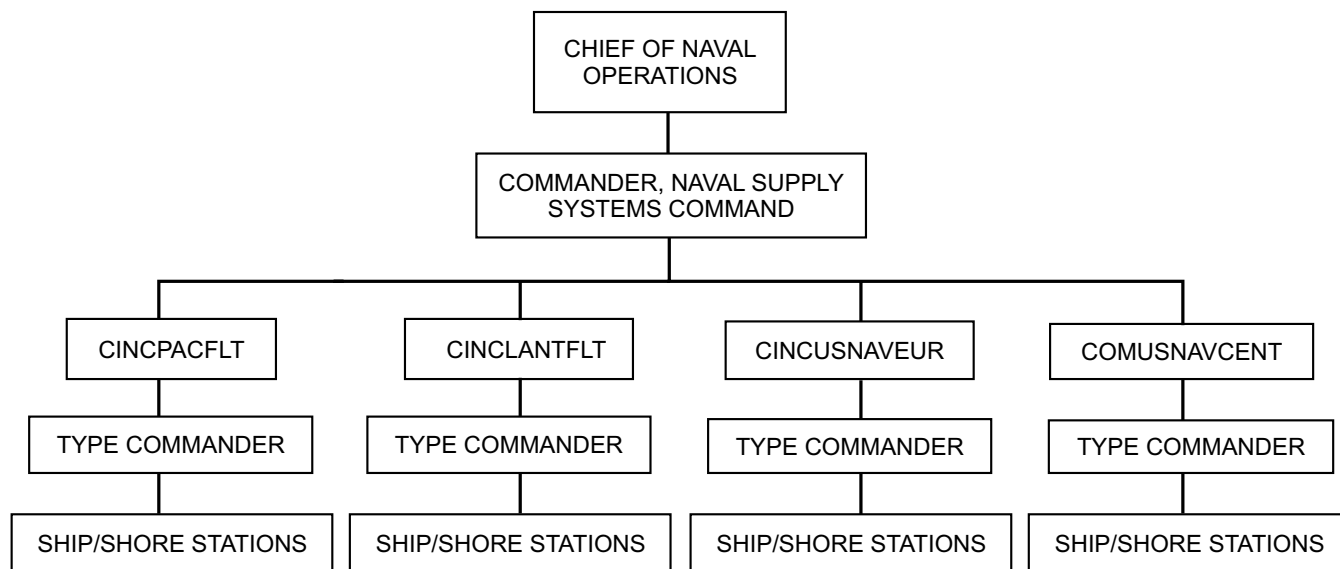 CHIEF OF NAVAL
OPERATIONS
COMMANDER, NAVAL SUPPLY
SYSTEMS COMMAND
CINCPACFLT
CINCLANTFLT
CINCUSNAVEUR
COMUSNAVCENT
TYPE COMMANDER
TYPE COMMANDER
TYPE COMMANDER
TYPE COMMANDER
SHIP/SHORE STATIONS
SHIP/SHORE STATIONS
SHIP/SHORE STATIONS
SHIP/SHORE STATIONS